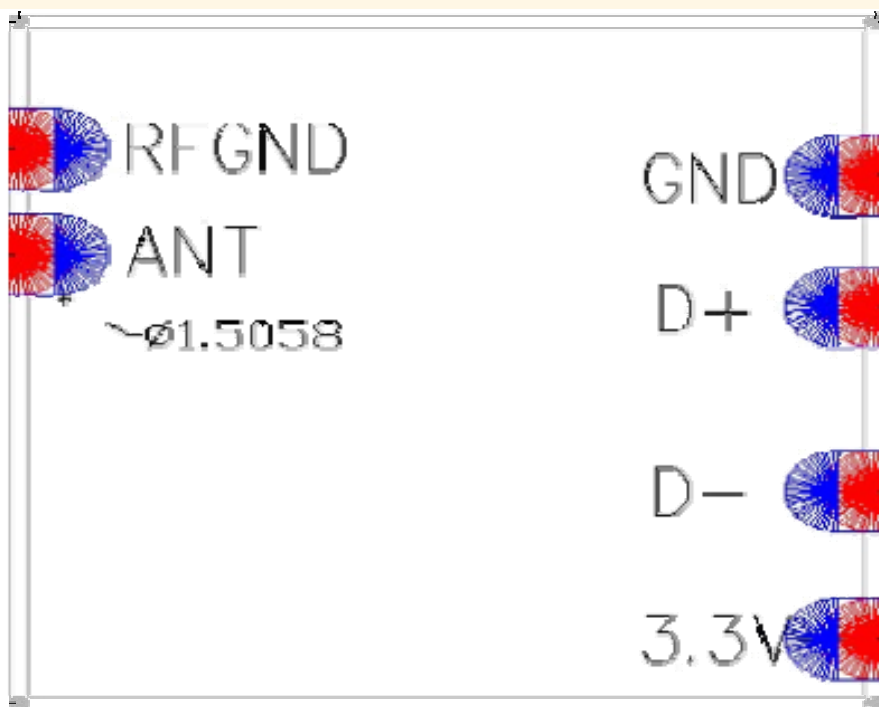 RFGND
GND
ANT
D+
ø1.5058
D-
3.3V